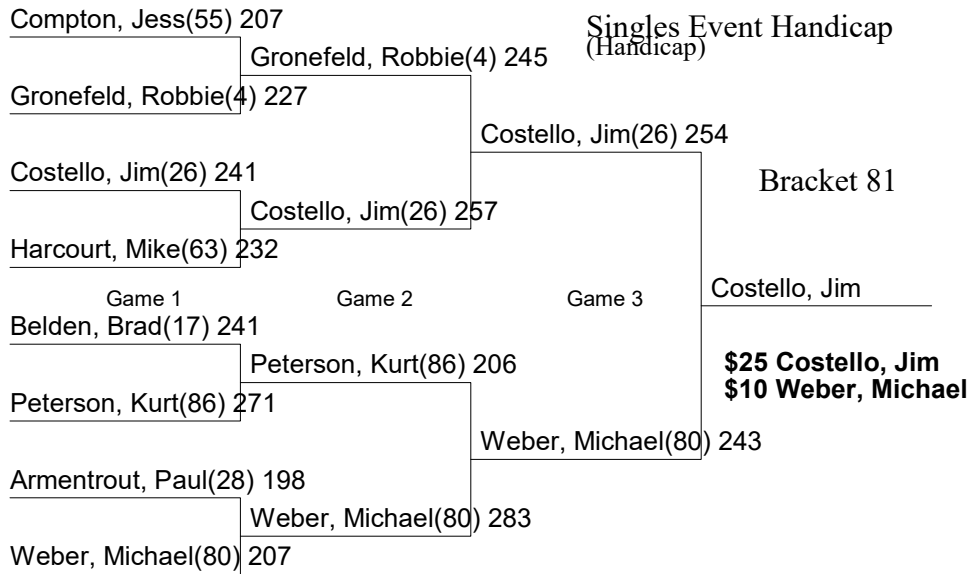 Compton, Jess(55) 207
Singles Event Handicap
(Handicap)
Gronefeld, Robbie(4) 245
Gronefeld, Robbie(4) 227
Costello, Jim(26) 254
Costello, Jim(26) 241
Bracket 81
Costello, Jim(26) 257
Harcourt, Mike(63) 232
Game 1
Game 2
Game 3
Costello, Jim
Belden, Brad(17) 241
Peterson, Kurt(86) 206
$25 Costello, Jim
$10 Weber, Michael
Peterson, Kurt(86) 271
Weber, Michael(80) 243
Armentrout, Paul(28) 198
Weber, Michael(80) 283
Weber, Michael(80) 207